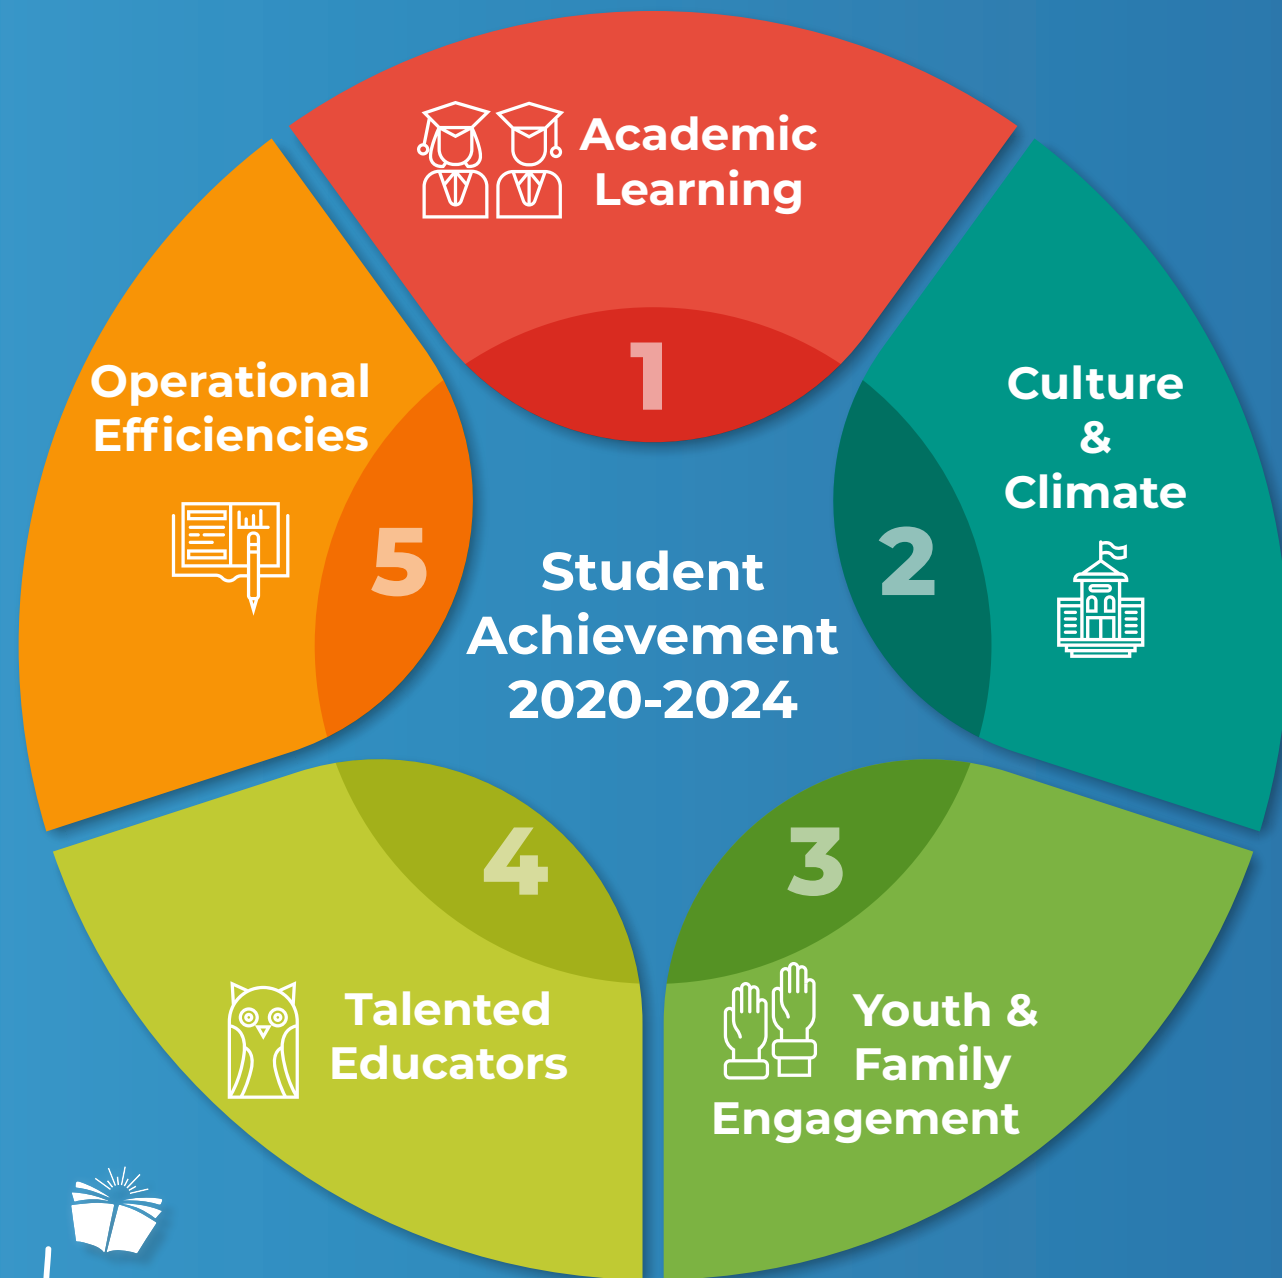 Academic
Learning
1
Culture
&
Climate
2
Youth &
Family
Engagement
3
Talented
Educators
4
Operational
Efficiencies
5
Student
Achievement
2020-2024